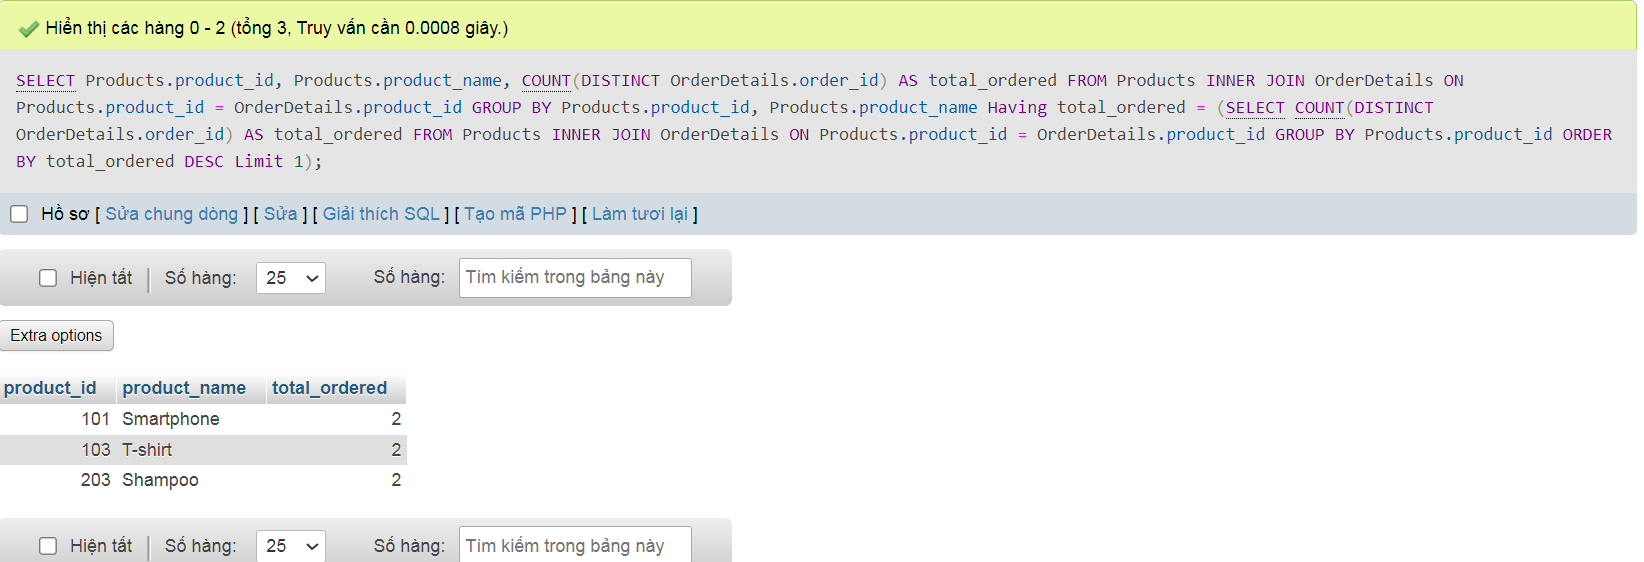 Hiển thị các hàng 0 - 2 (tổng 3, Truy vấn cần 0.0008 giây.)
SELECT Products.product_id, Products.product_name, COUNT(DISTINCT OrderDetails.order_id) AS total_ordered FROM Products INNER JOIN OrderDetails ON
Products.product_id = OrderDetails.product_id GROUP BY Products.product_id, Products.product_name Having total_ordered = (SELECT COUNT(DISTINCT
OrderDetails.order_id) AS total_ordered FROM Products INNER JOIN OrderDetails ON Products.product_id = OrderDetails.product_id GROUP BY Products.product_id ORDER
BY total_ordered DESC Limit 1);
Hồ sơ [ Sửa chung dòng ] [ Sửa ] [ Giải thích SQL ] [ Tạo mã PHP ] [ Làm tươi lại ]
Hiện tất Số hàng: 25 Số hàng: Tìm kiếm trong bảng này
Extra options
product_id product_name total_ordered
101 Smartphone 2
103 T-shirt 2
203 Shampoo 2
Hiện tất Số hàng: 25 Số hàng: Tìm kiếm trong bảng này